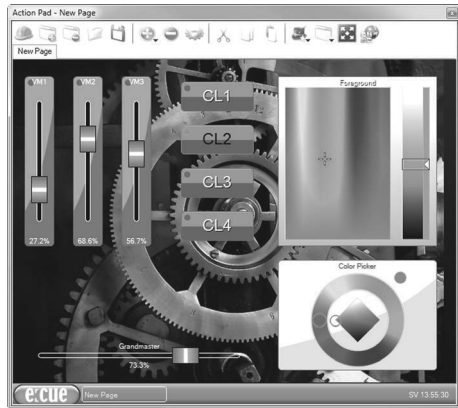 Action Pad - New Page
New Page
VM1
VM2
VM3
27.2%
68.6%
56.7%
CL1
CL2
CL3
CL4
Foreground
Color Picker
Grandmaster
73.3%
e:cue
New Page
SV 13:55:30